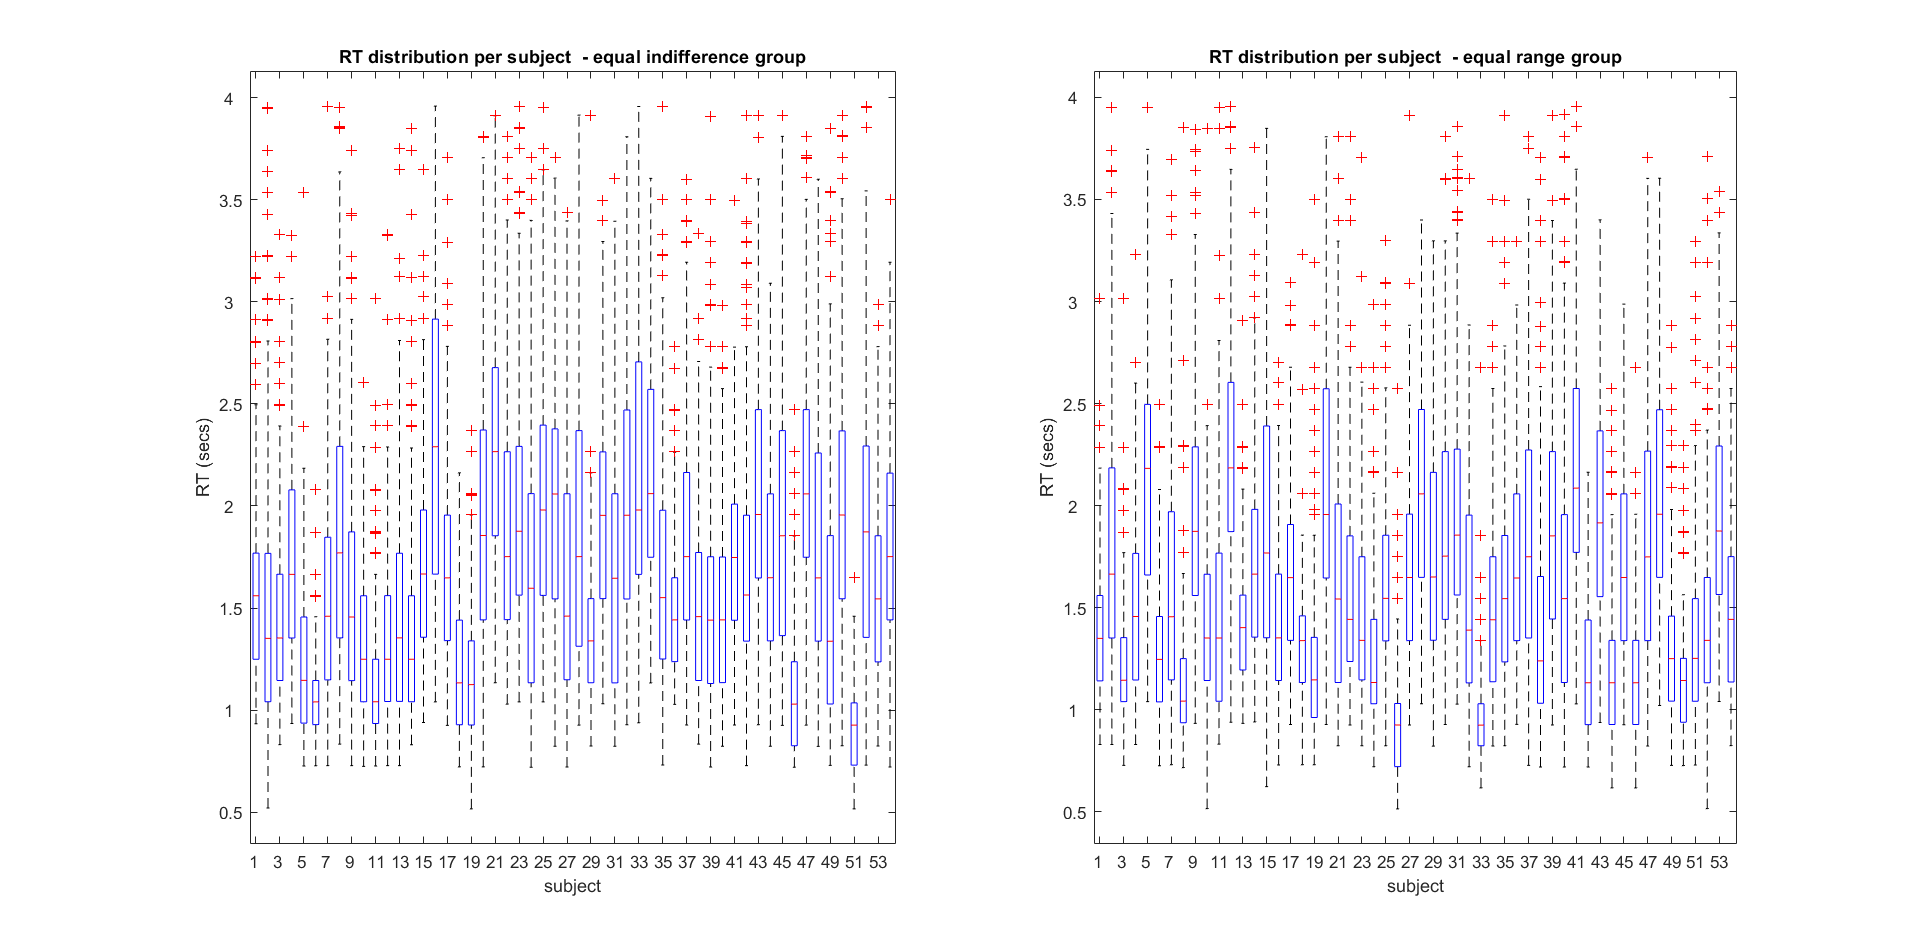 RT distribution per subject - equal indifference group
4
3.5
3
2.5
2
1.5
1
0.5
RT (secs)
1 3 5 7 9 11 13 15 17 19 21 23 25 27 29 31 33 35 37 39 41 43 45 47 49 51 53
subject
RT distribution per subject - equal range group
4
3.5
3
2.5
2
1.5
1
0.5
RT (secs)
1 3 5 7 9 11 13 15 17 19 21 23 25 27 29 31 33 35 37 39 41 43 45 47 49 51 53
subject